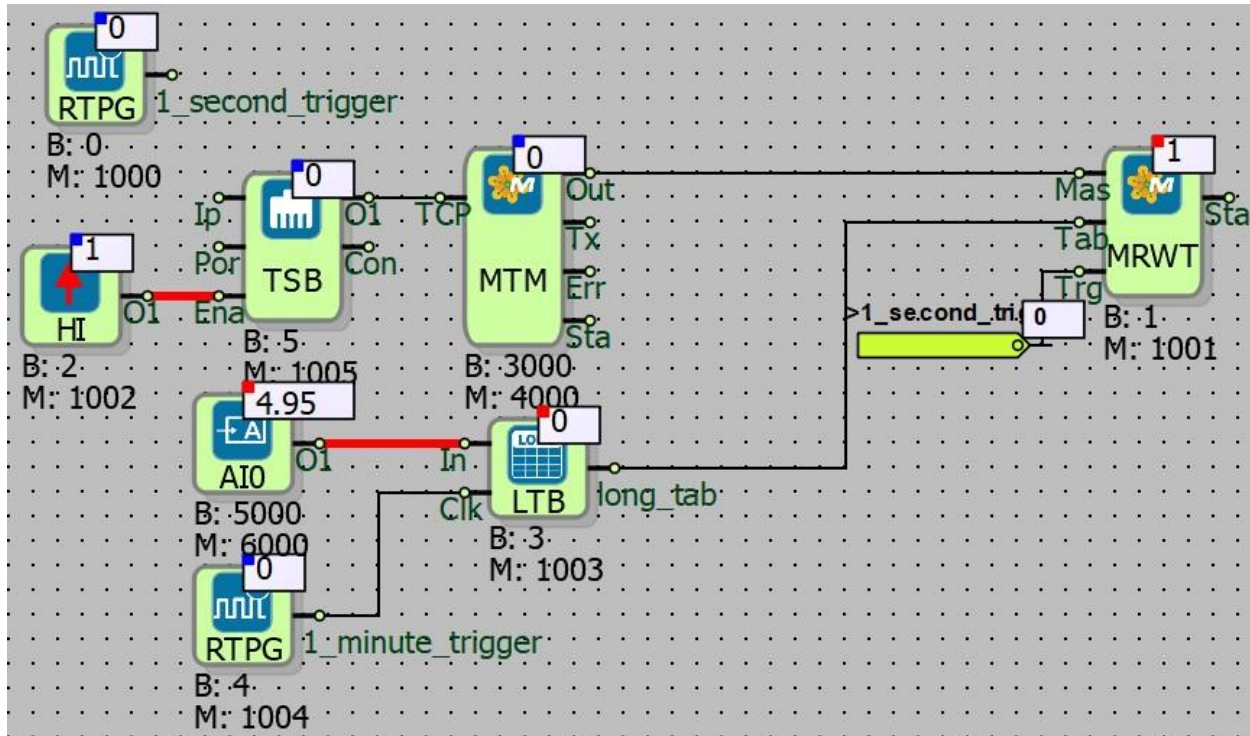 0
RTPG
1_second_trigger
B: 0
M: 1000
0
Ip
O1
Por
Con
Ena
TSB
B: 5
M: 1005
1
O1
HI
B: 2
M: 1002
0
TCP
Out
Tx
Err
Sta
MTM
B: 3000
M: 4000
1
Mas
Tab
Trg
Sta
MRWT
B: 1
M: 1001
>1_second_tri
0
4.95
O1
AI0
B: 5000
M: 6000
0
In
Clk
LTB
long_tab
B: 3
M: 1003
0
RTPG
1_minute_trigger
B: 4
M: 1004